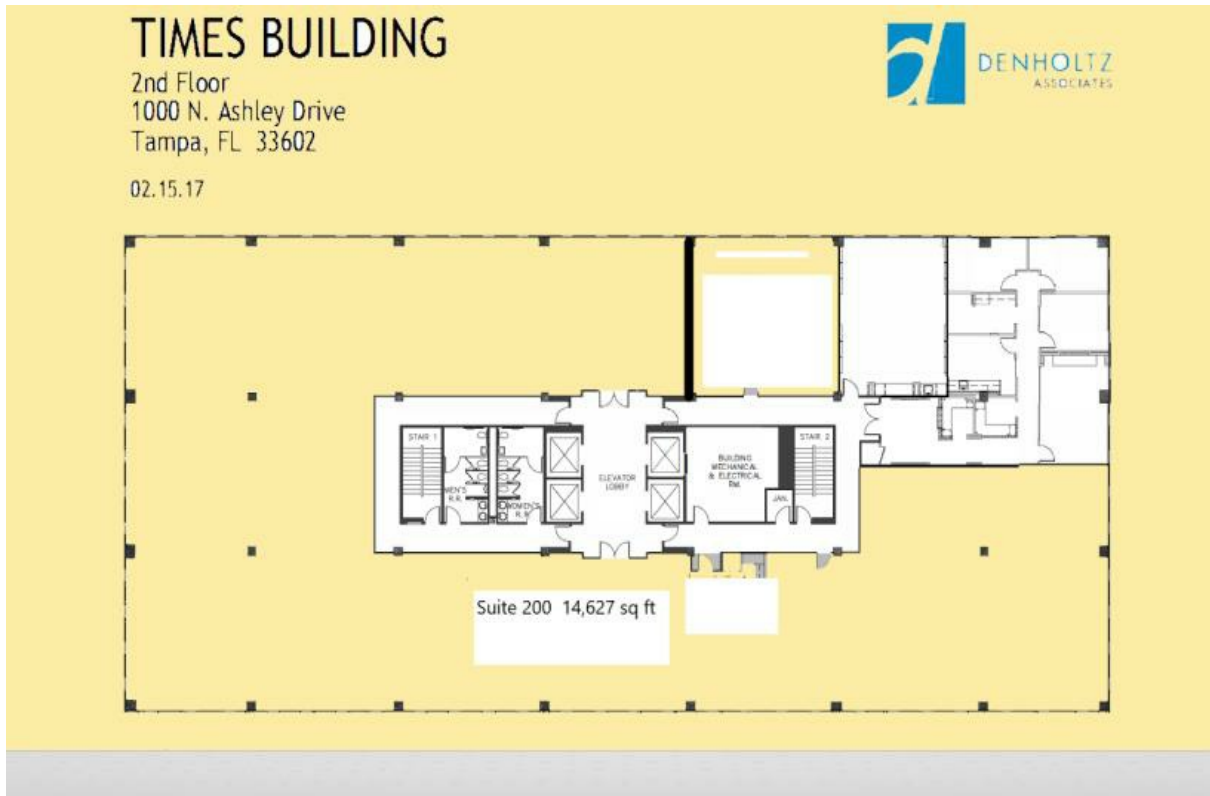 TIMES BUILDING
2nd Floor
1000 N. Ashley Drive
Tampa, FL 33602
02.15.17
DENHOLTZ
ASSOCIATES
STAIR 1
MEN'S
R.R.
WOMEN'S
R.R.
ELEVATOR
LOBBY
BUILDING
MECHANICAL
& ELECTRICAL
RM.
JAN.
STAIR 2
Suite 200 14,627 sq ft